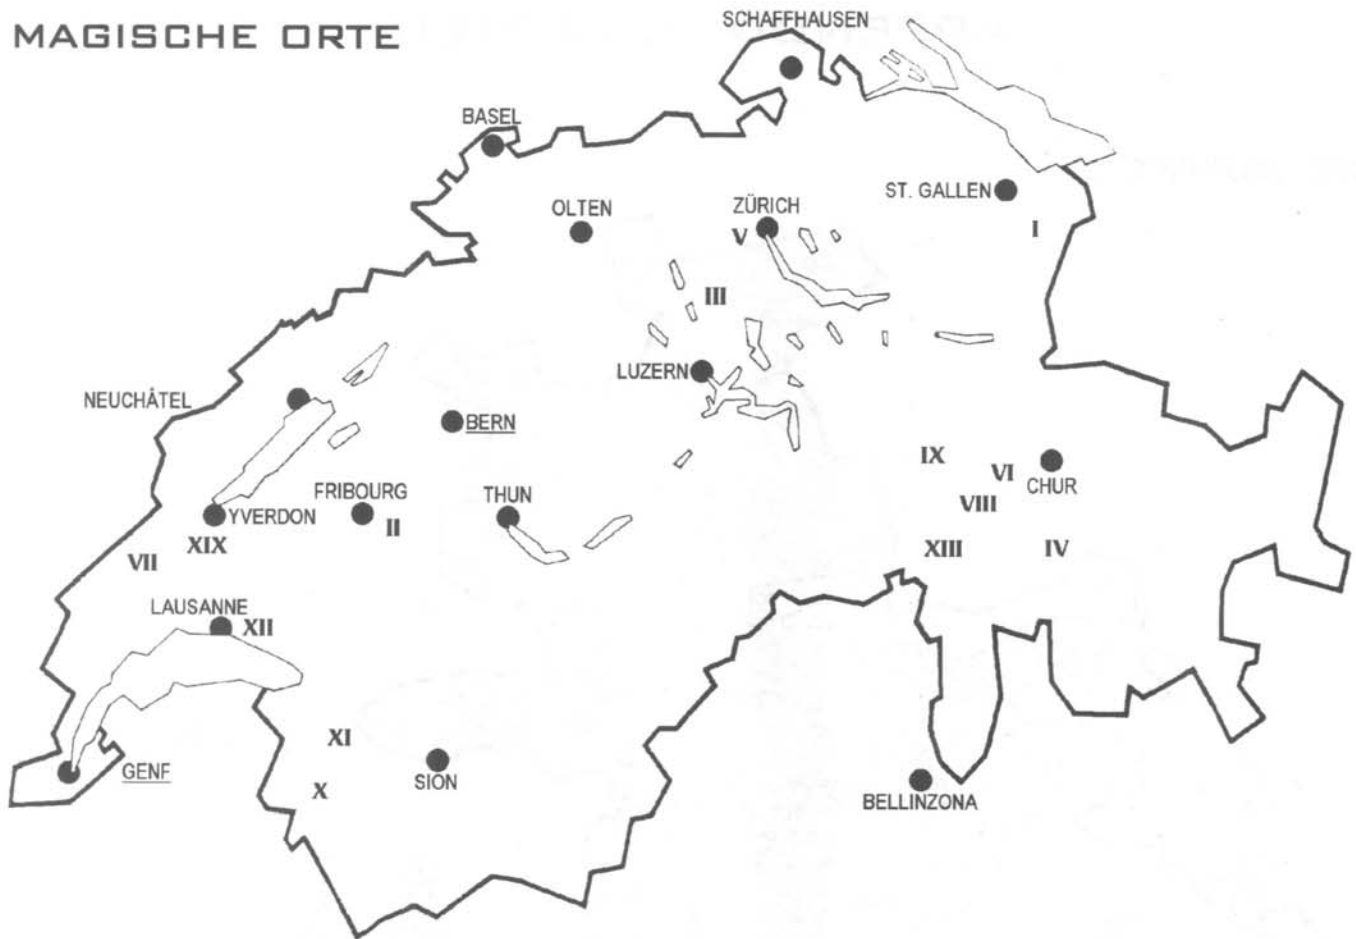 MAGISCHE ORTE
SCHAFFHAUSEN
BASEL
ST. GALLEN
OLTEN
ZÜRICH
V
I
III
LUZERN
NEUCHÂTEL
BERN
IX
VI
CHUR
FRIBOURG
THUN
VIII
YVERDON
II
XIX
VII
XIII
IV
LAUSANNE
XII
XI
GENF
SION
X
BELLINZONA